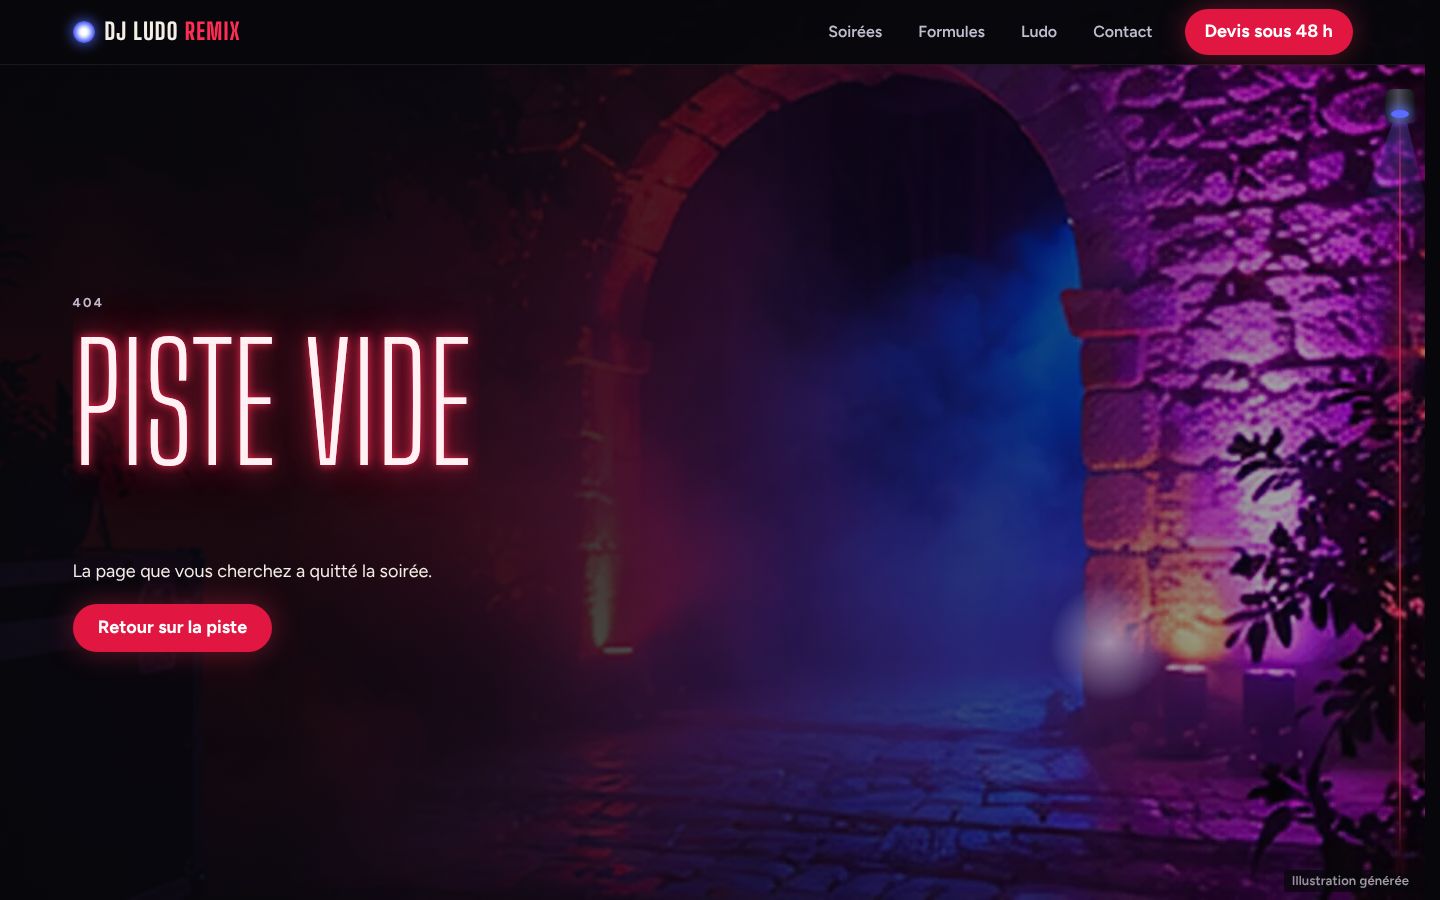 DJ LUDO REMIX
Soirées
Formules
Ludo
Contact
Devis sous 48 h
404
PISTE VIDE
La page que vous cherchez a quitté la soirée.
Retour sur la piste
Illustration générée